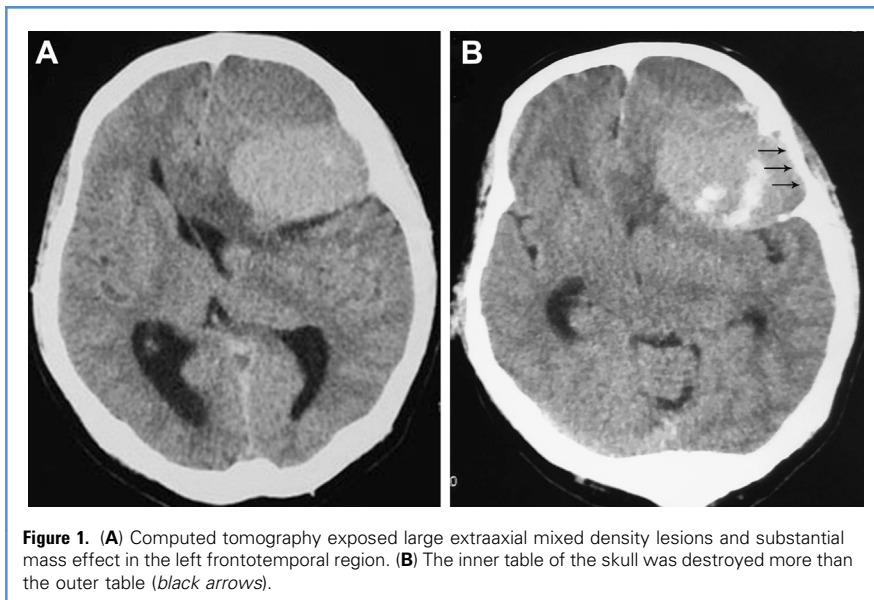 A
B
0
Figure 1. (A) Computed tomography exposed large extraaxial mixed density lesions and substantial
mass effect in the left frontotemporal region. (B) The inner table of the skull was destroyed more than
the outer table (black arrows).